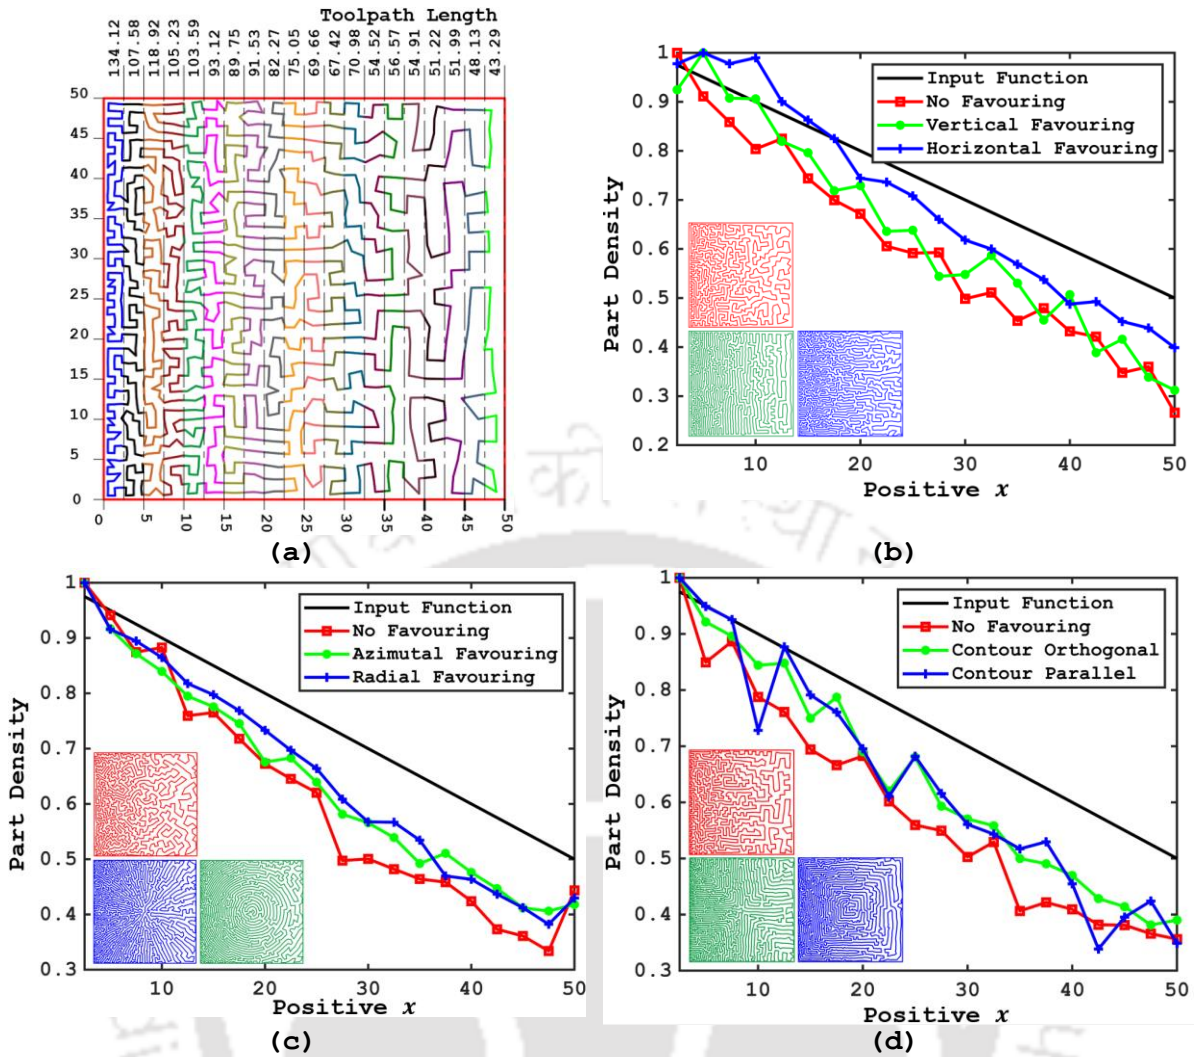 Toolpath Length
134.12
107.58
118.92
105.23
103.59
93.12
89.75
91.53
82.27
75.05
69.66
67.42
70.98
54.52
56.57
54.91
51.22
51.99
48.13
43.29
50
45
40
35
30
25
20
15
10
5
0
0 5 10 15 20 25 30 35 40 45 50
(a)
1
0.9
0.8
0.7
0.6
0.5
0.4
0.3
0.2
Part Density
Input Function
No Favouring
Vertical Favouring
Horizontal Favouring
10 20 30 40 50
Positive x
(b)
1
0.9
0.8
0.7
0.6
0.5
0.4
0.3
Part Density
Input Function
No Favouring
Azimutal Favouring
Radial Favouring
10 20 30 40 50
Positive x
(c)
1
0.9
0.8
0.7
0.6
0.5
0.4
0.3
Part Density
Input Function
No Favouring
Contour Orthogonal
Contour Parallel
10 20 30 40 50
Positive x
(d)